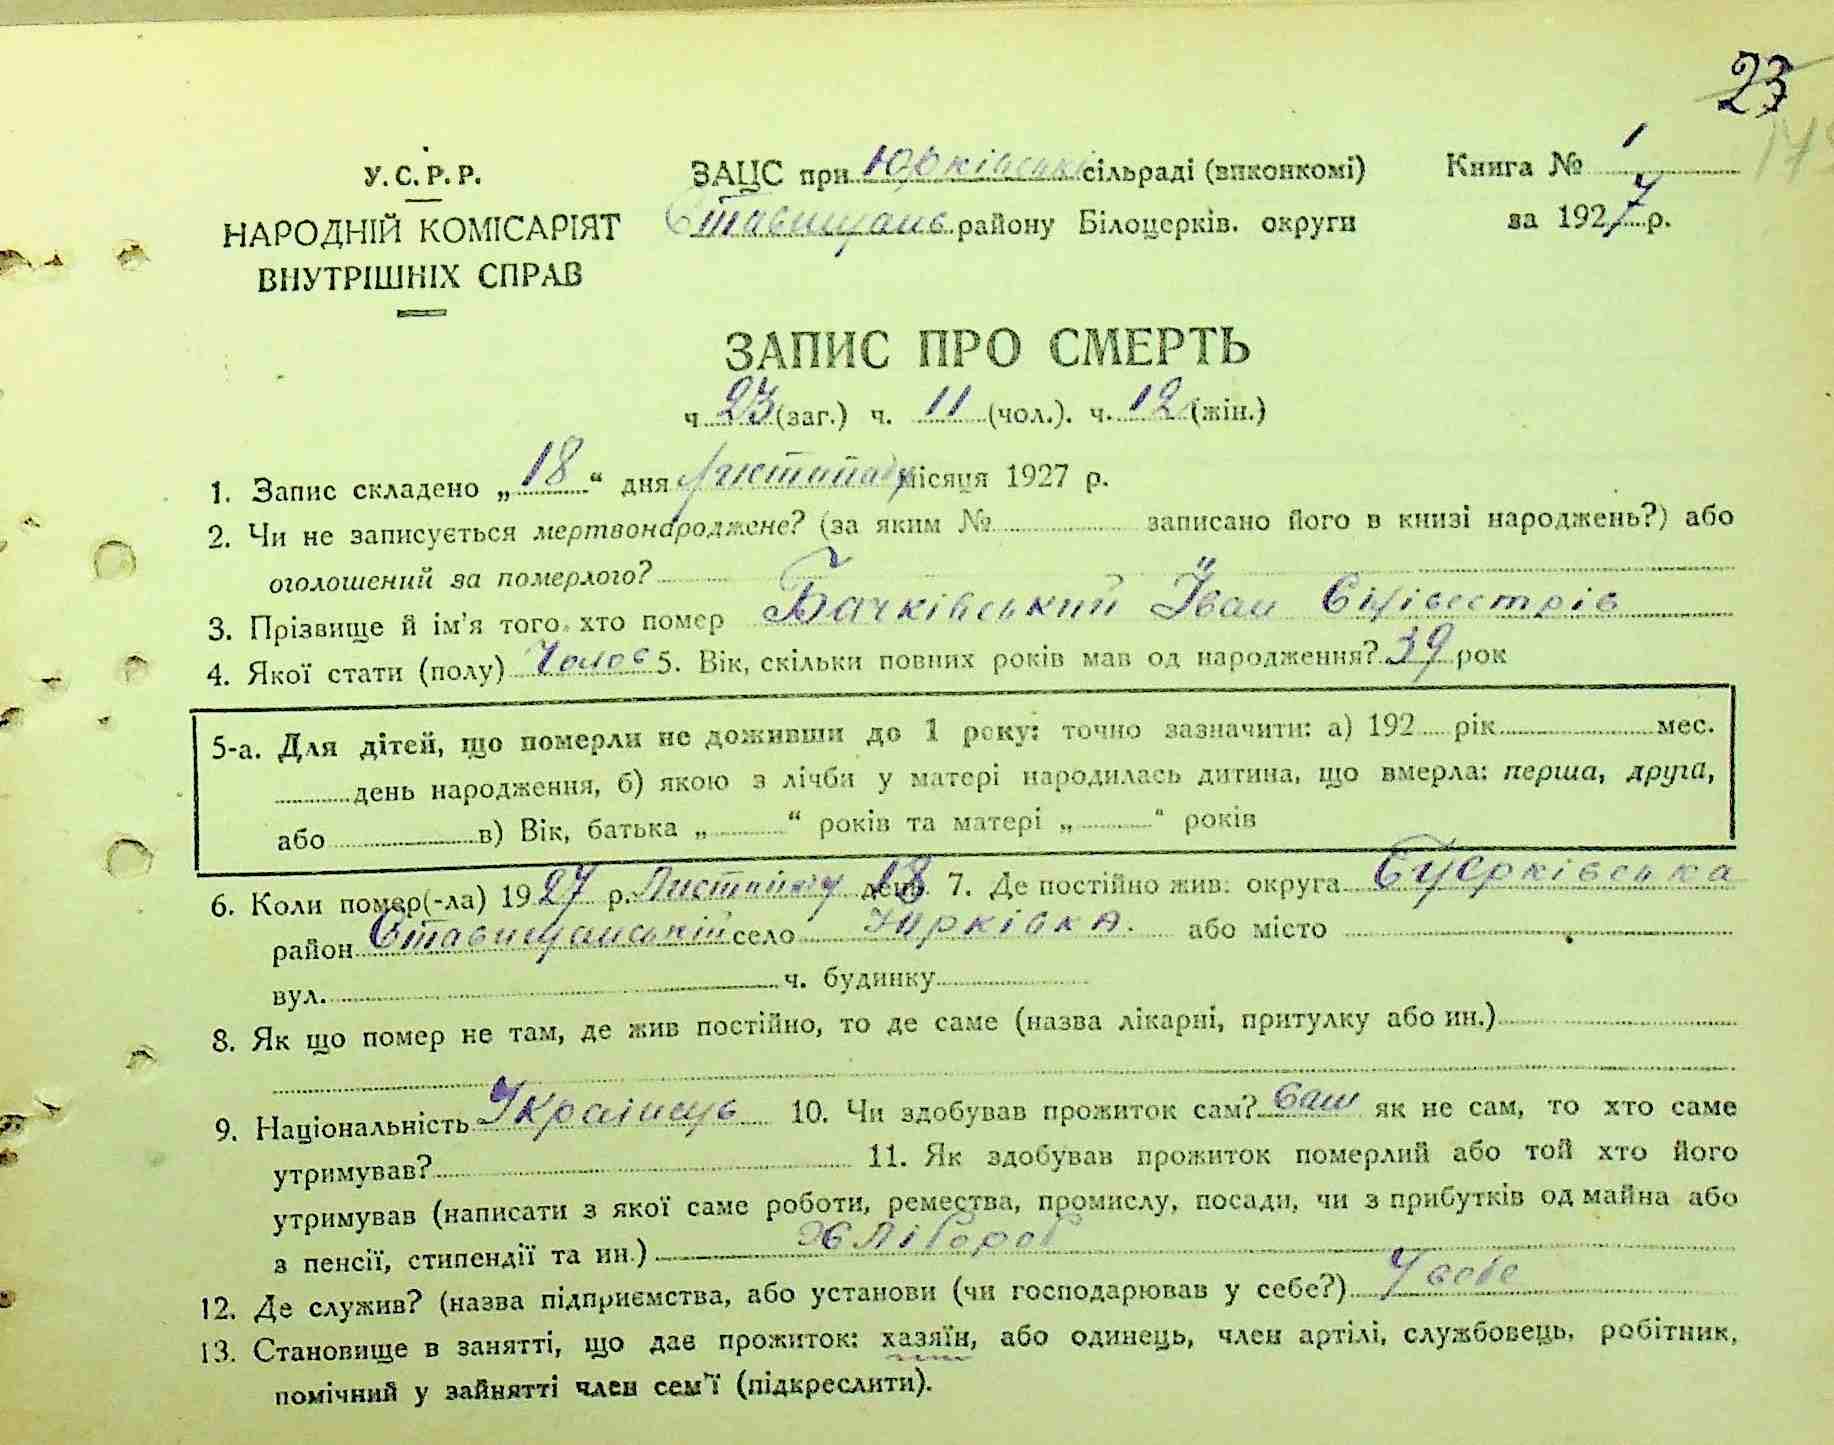 23
У.С.Р.Р.
НАРОДНІЙ КОМІСАРІЯТ
ВНУТРІШНІХ СПРАВ
ЗАЦС при Юрківські сільраді (виконкомі)
Ставищань району Білоцерків. округи
Книга № 1
за 1927 р.
ЗАПИС ПРО СМЕРТЬ
ч 23 (заг.) ч. 11 (чол.). ч. 12 (жін.)
1. Запис складено „18“ дня листопаду місяця 1927 р.
2. Чи не записується мертвонароджене? (за яким № записано його в книзі народжень?) або
оголошений за померлого?
3. Прізвище й ім'я того, хто помер Бачківський Іван Сілівестрів
4. Якої стати (полу) Чолов 5. Вік, скільки повних років мав од народження? 39 рок
5-а. Для дітей, що померли не доживши до 1 року: точно зазначити: а) 192 рік мес.
день народження, б) якою з лічби у матері народилась дитина, що вмерла: перша, друга,
або в) Вік, батька „ “ років та матері „ “ років
6. Коли помер(-ла) 1927 р. Листопаду 18 день 7. Де постійно жив: округа Бцерківська
район Ставищанській село Юрківка. або місто
вул. ч. будинку
8. Як що помер не там, де жив постійно, то де саме (назва лікарні, притулку або ин.)
9. Національність Українець 10. Чи здобував прожиток сам? Сам як не сам, то хто саме
утримував? 11. Як здобував прожиток померлий або той хто його
утримував (написати з якої саме роботи, ремества, промислу, посади, чи з прибутків од майна або
з пенсії, стипендії та ин.) Хлібороб
12. Де служив? (назва підприємства, або установи (чи господарював у себе?) У себе
13. Становище в занятті, що дає прожиток: хазяїн, або одинець, член артілі, службовець, робітник,
помічний у зайнятті член сем'ї (підкреслити).